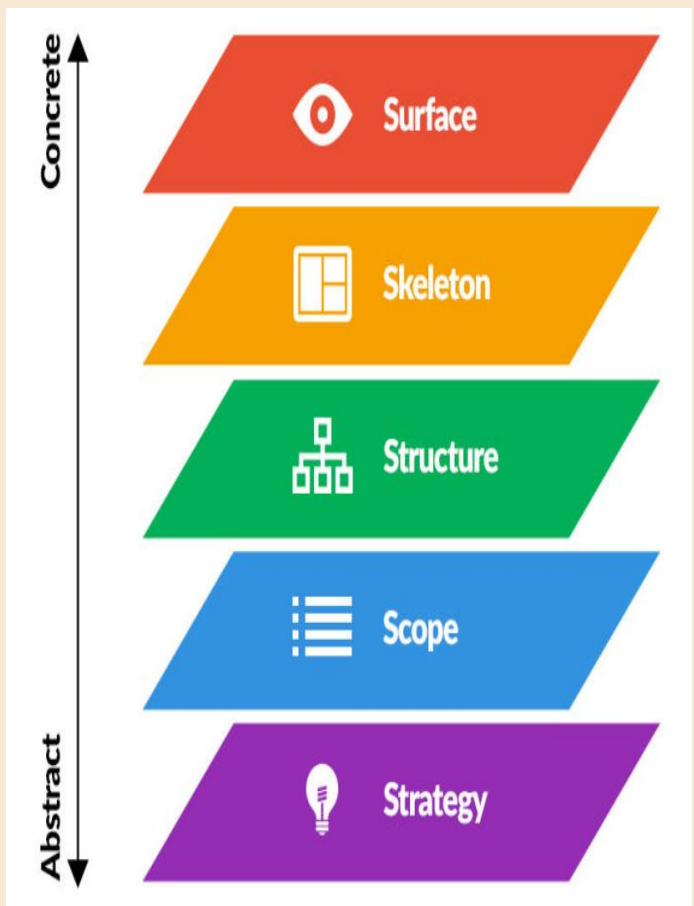 Concrete
Surface
Skeleton
Structure
Scope
Abstract
Strategy